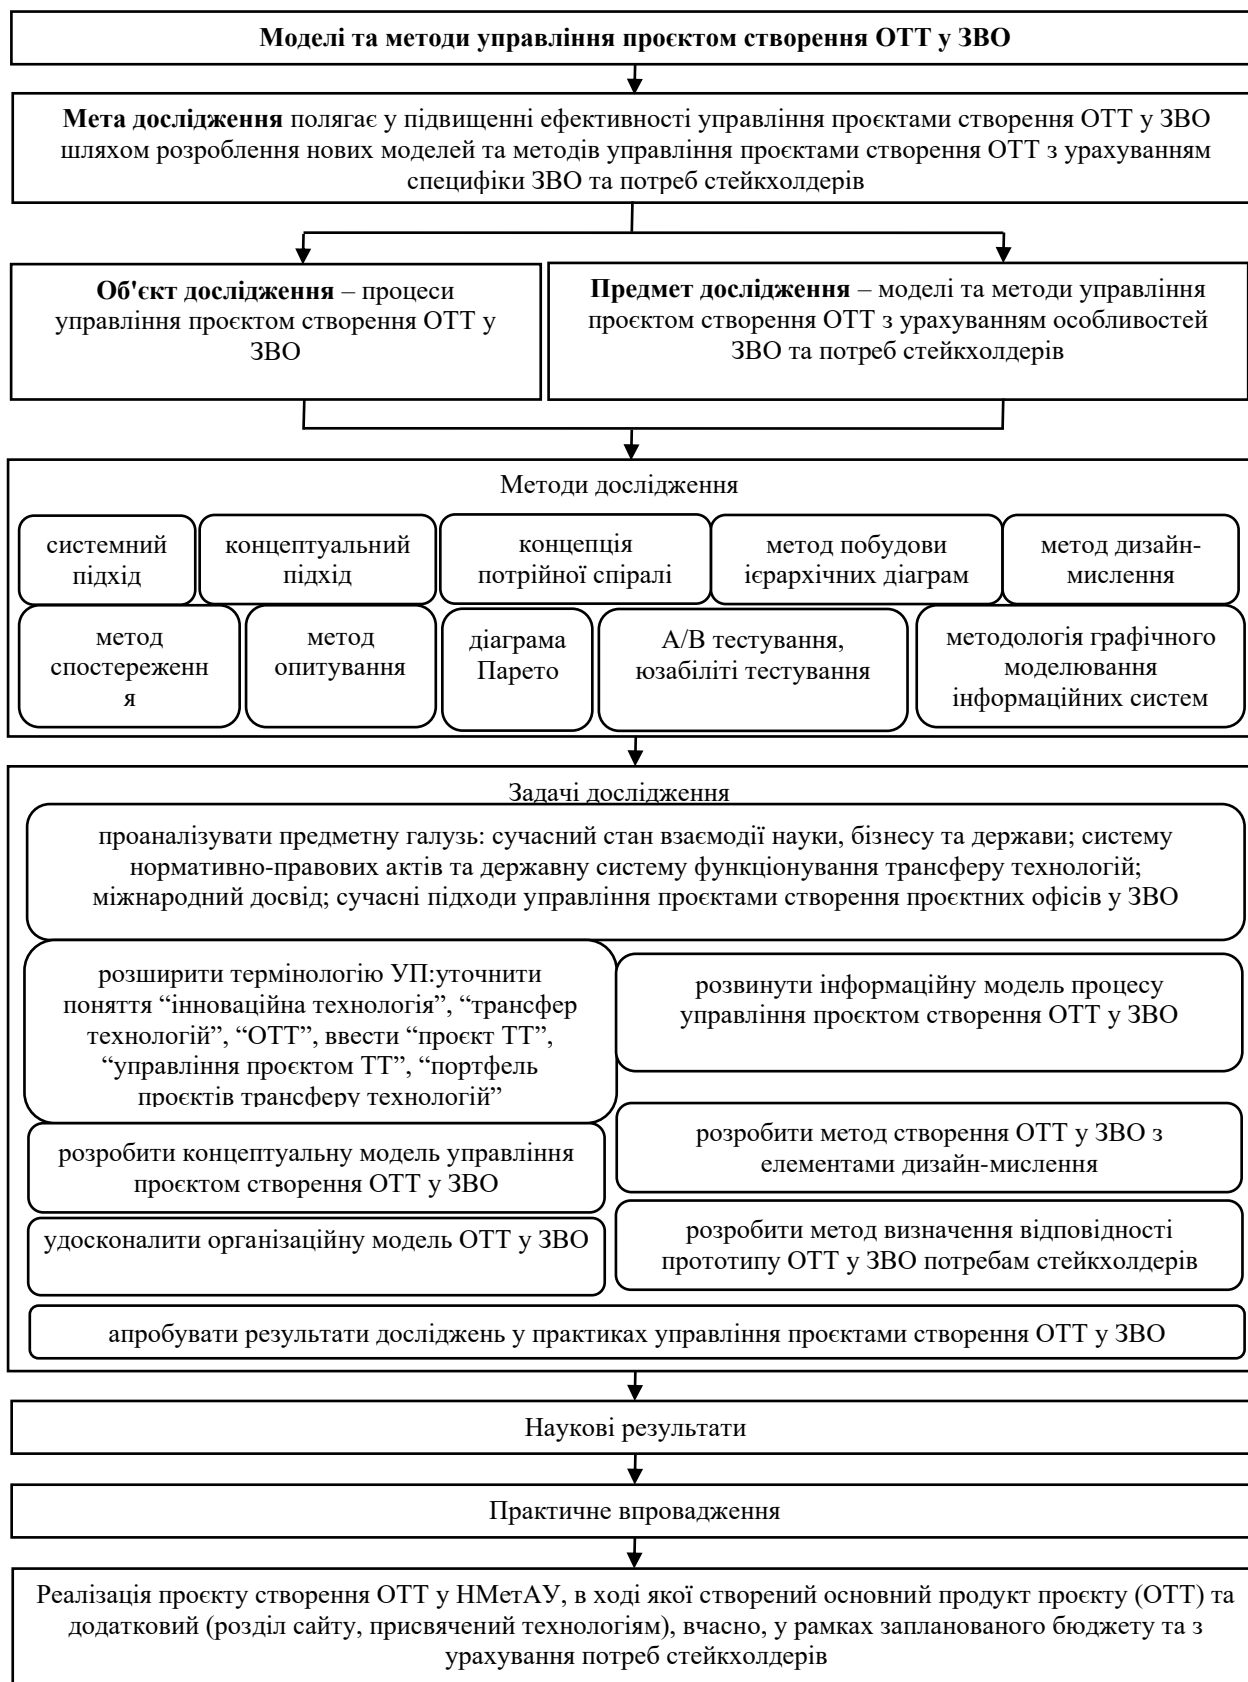 Моделі та методи управління проєктом створення ОТТ у ЗВО
Мета дослідження полягає у підвищенні ефективності управління проєктами створення ОТТ у ЗВО
шляхом розроблення нових моделей та методів управління проєктами створення ОТТ з урахуванням
специфіки ЗВО та потреб стейкхолдерів
Об'єкт дослідження – процеси
управління проєктом створення ОТТ у
ЗВО
Предмет дослідження – моделі та методи управління
проєктом створення ОТТ з урахуванням особливостей
ЗВО та потреб стейкхолдерів
Методи дослідження
системний
підхід
концептуальний
підхід
концепція
потрійної спіралі
метод побудови
ієрархічних діаграм
метод дизайн-
мислення
метод
спостереженн
я
метод
опитування
діаграма
Парето
А/В тестування,
юзабіліті тестування
методологія графічного
моделювання
інформаційних систем
Задачі дослідження
проаналізувати предметну галузь: сучасний стан взаємодії науки, бізнесу та держави; систему
нормативно-правових актів та державну систему функціонування трансферу технологій;
міжнародний досвід; сучасні підходи управління проєктами створення проєктних офісів у ЗВО
розширити термінологію УП:уточнити
поняття “інноваційна технологія”, “трансфер
технологій”, “ОТТ”, ввести “проєкт ТТ”,
“управління проєктом ТТ”, “портфель
проєктів трансферу технологій”
розвинути інформаційну модель процесу
управління проєктом створення ОТТ у ЗВО
розробити концептуальну модель управління
проєктом створення ОТТ у ЗВО
розробити метод створення ОТТ у ЗВО з
елементами дизайн-мислення
удосконалити організаційну модель ОТТ у ЗВО
розробити метод визначення відповідності
прототипу ОТТ у ЗВО потребам стейкхолдерів
апробувати результати досліджень у практиках управління проєктами створення ОТТ у ЗВО
Наукові результати
Практичне впровадження
Реалізація проєкту створення ОТТ у НМетАУ, в ході якої створений основний продукт проєкту (ОТТ) та
додатковий (розділ сайту, присвячений технологіям), вчасно, у рамках запланованого бюджету та з
урахування потреб стейкхолдерів